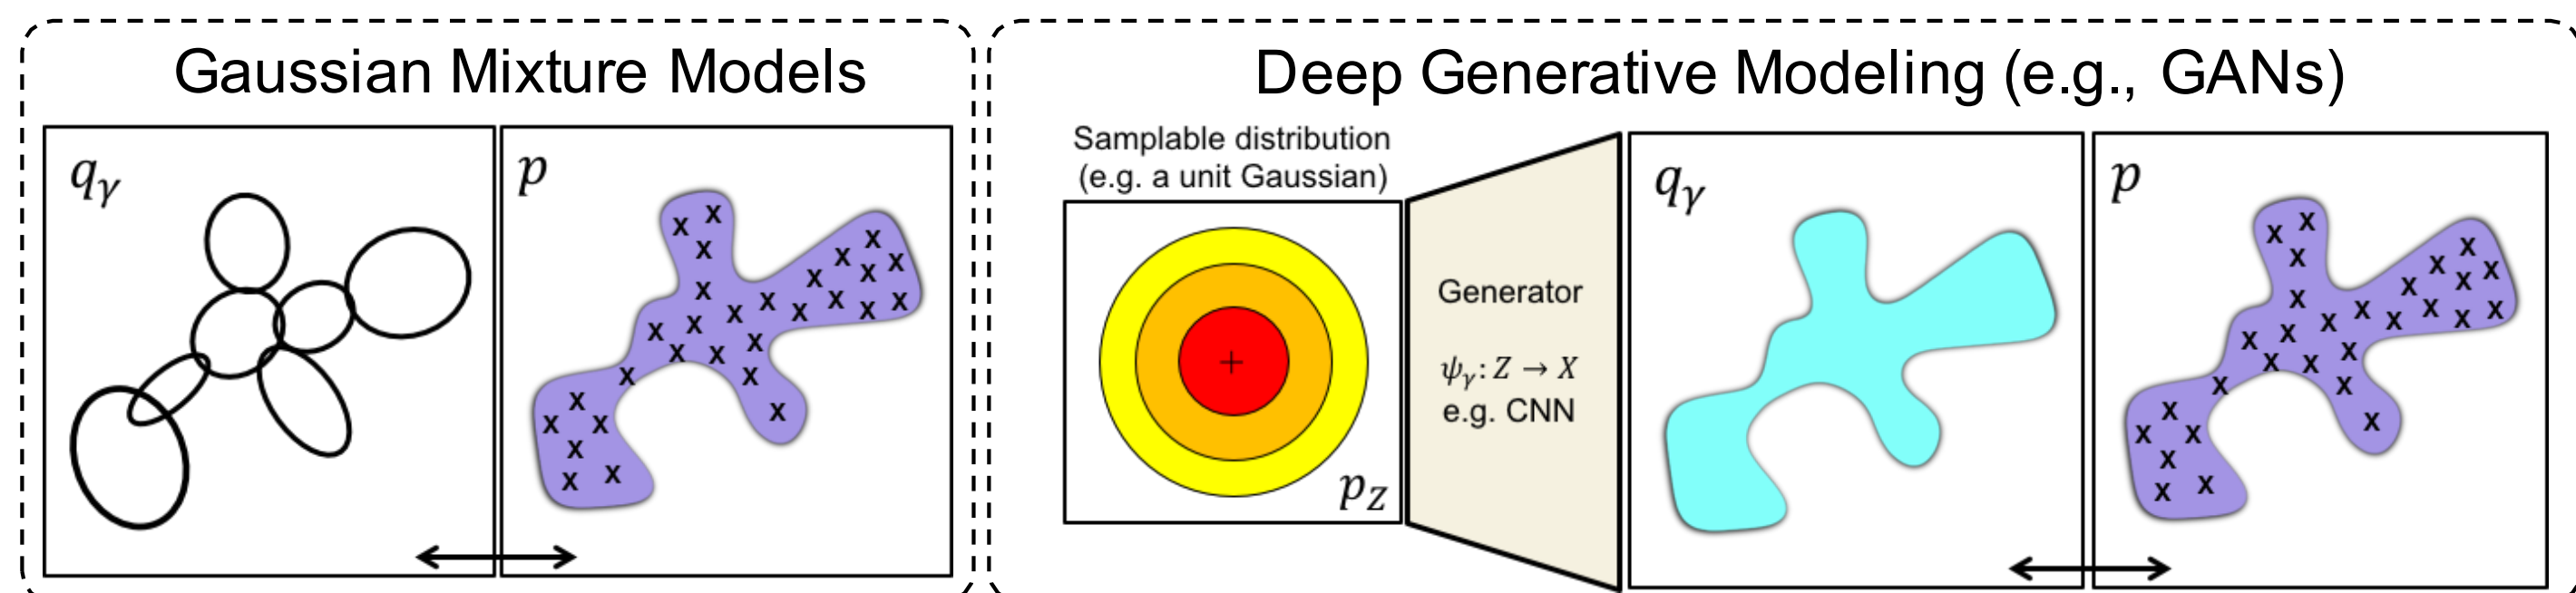 Gaussian Mixture Models
qγ
p
x x x x x x x x x x x x x x x x x x x x x x x x x x x x x x
Deep Generative Modeling (e.g., GANs)
Samplable distribution
(e.g. a unit Gaussian)
+
pZ
Generator
ψγ: Z → X
e.g. CNN
qγ
p
x x x x x x x x x x x x x x x x x x x x x x x x x x x x x x